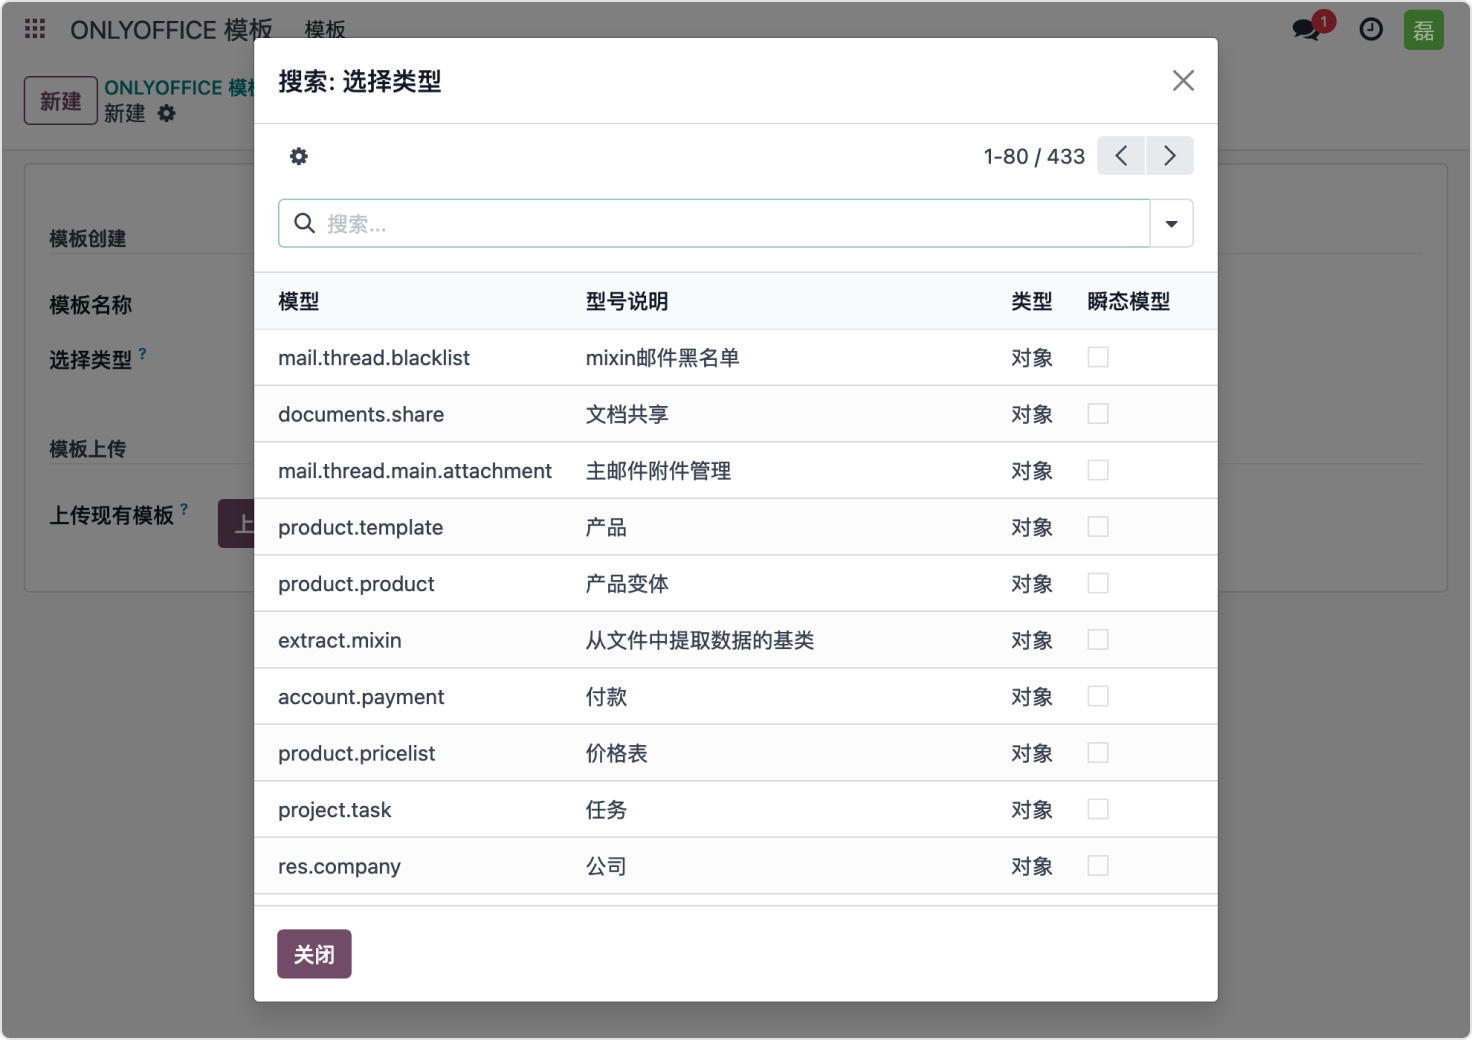 ONLYOFFICE 模板 模板 1 磊
新建 ONLYOFFICE
新建
搜索: 选择类型
1-80 / 433
搜索...
模板创建
模板名称
选择类型 ?
模板上传
上传现有模板 ? 上
模型 型号说明 类型 瞬态模型
mail.thread.blacklist mixin邮件黑名单 对象
documents.share 文档共享 对象
mail.thread.main.attachment 主邮件附件管理 对象
product.template 产品 对象
product.product 产品变体 对象
extract.mixin 从文件中提取数据的基类 对象
account.payment 付款 对象
product.pricelist 价格表 对象
project.task 任务 对象
res.company 公司 对象
关闭